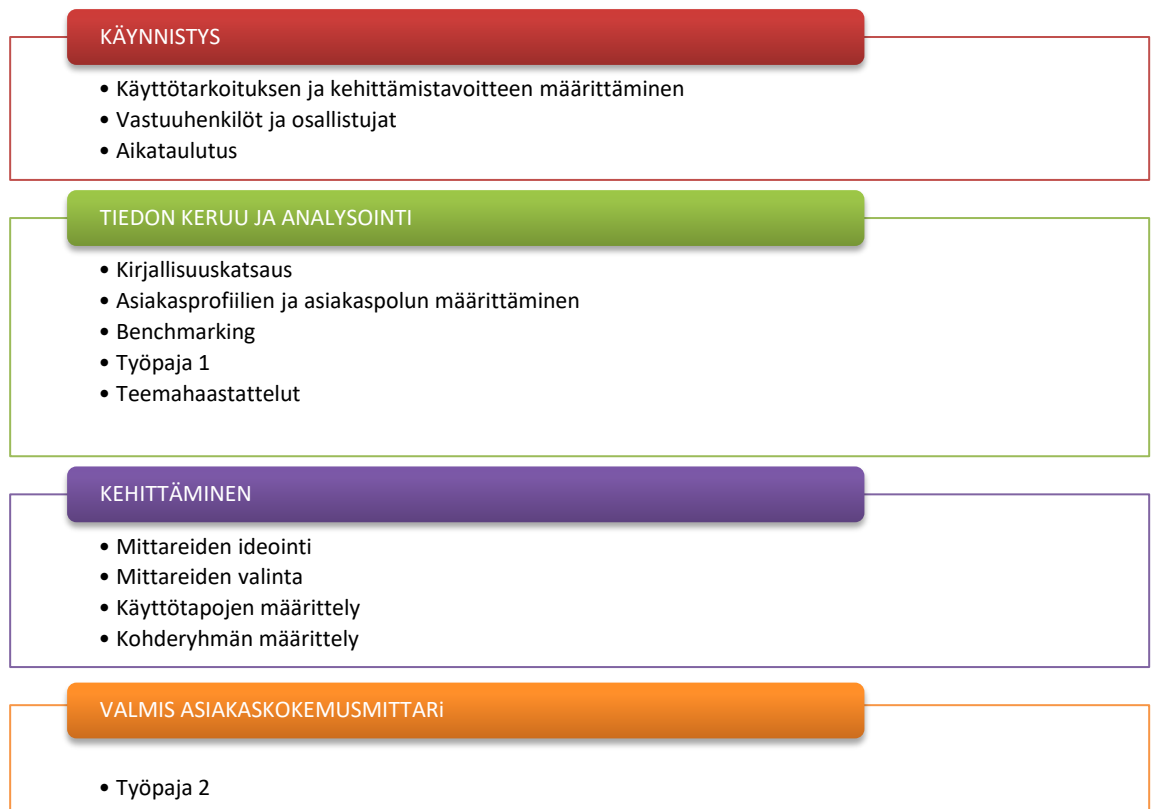 KÄYNNISTYS
• Käyttötarkoituksen ja kehittämistavoitteen määrittäminen
• Vastuuhenkilöt ja osallistujat
• Aikataulutus
TIEDON KERUU JA ANALYSOINTI
• Kirjallisuuskatsaus
• Asiakasprofiilien ja asiakaspolun määrittäminen
• Benchmarking
• Työpaja 1
• Teemahaastattelut
KEHITTÄMINEN
• Mittareiden ideointi
• Mittareiden valinta
• Käyttötapojen määrittely
• Kohderyhmän määrittely
VALMIS ASIAKASKOKEMUSMITTARi
• Työpaja 2